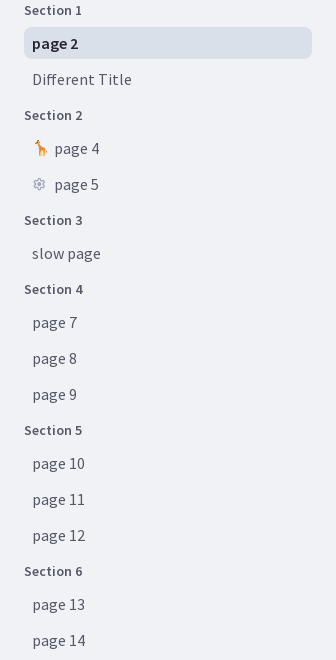 Section 1
page 2
Different Title
Section 2
🦒 page 4
page 5
Section 3
slow page
Section 4
page 7
page 8
page 9
Section 5
page 10
page 11
page 12
Section 6
page 13
page 14